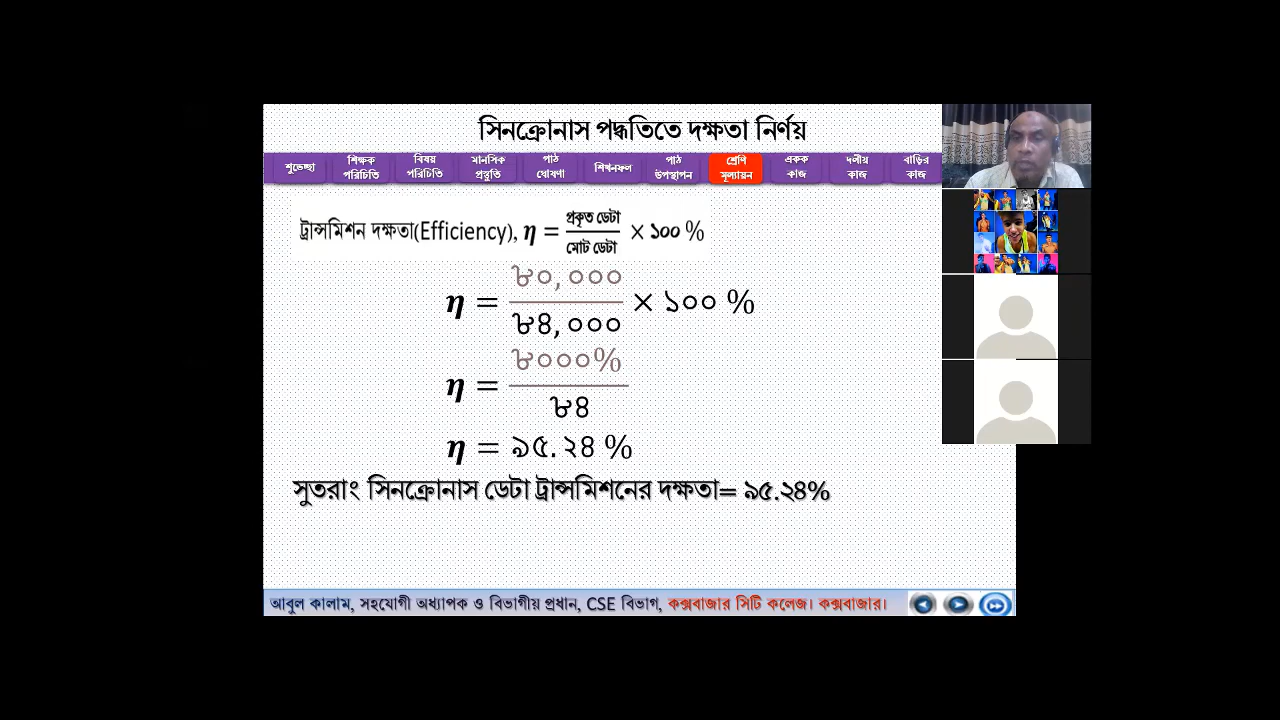 সিনক্রোনাস পদ্ধতিতে দক্ষতা নির্ণয়
শুভেচ্ছা
শিক্ষক পরিচিতি
বিষয় পরিচিতি
মানসিক প্রস্তুতি
পাঠ ঘোষণা
শিখনফল
পাঠ উপস্থাপন
শ্রেণি মূল্যায়ন
একক কাজ
দলীয় কাজ
বাড়ির কাজ
ট্রান্সমিশন দক্ষতা(Efficiency), η = প্রকৃত ডেটা / মোট ডেটা × ১০০ %
η = ৮০,০০০ / ৮৪,০০০ × ১০০ %
η = ৮০০০% / ৮৪
η = ৯৫.২৪ %
সুতরাং সিনক্রোনাস ডেটা ট্রান্সমিশনের দক্ষতা= ৯৫.২৪%
আবুল কালাম, সহযোগী অধ্যাপক ও বিভাগীয় প্রধান, CSE বিভাগ, কক্সবাজার সিটি কলেজ। কক্সবাজার।